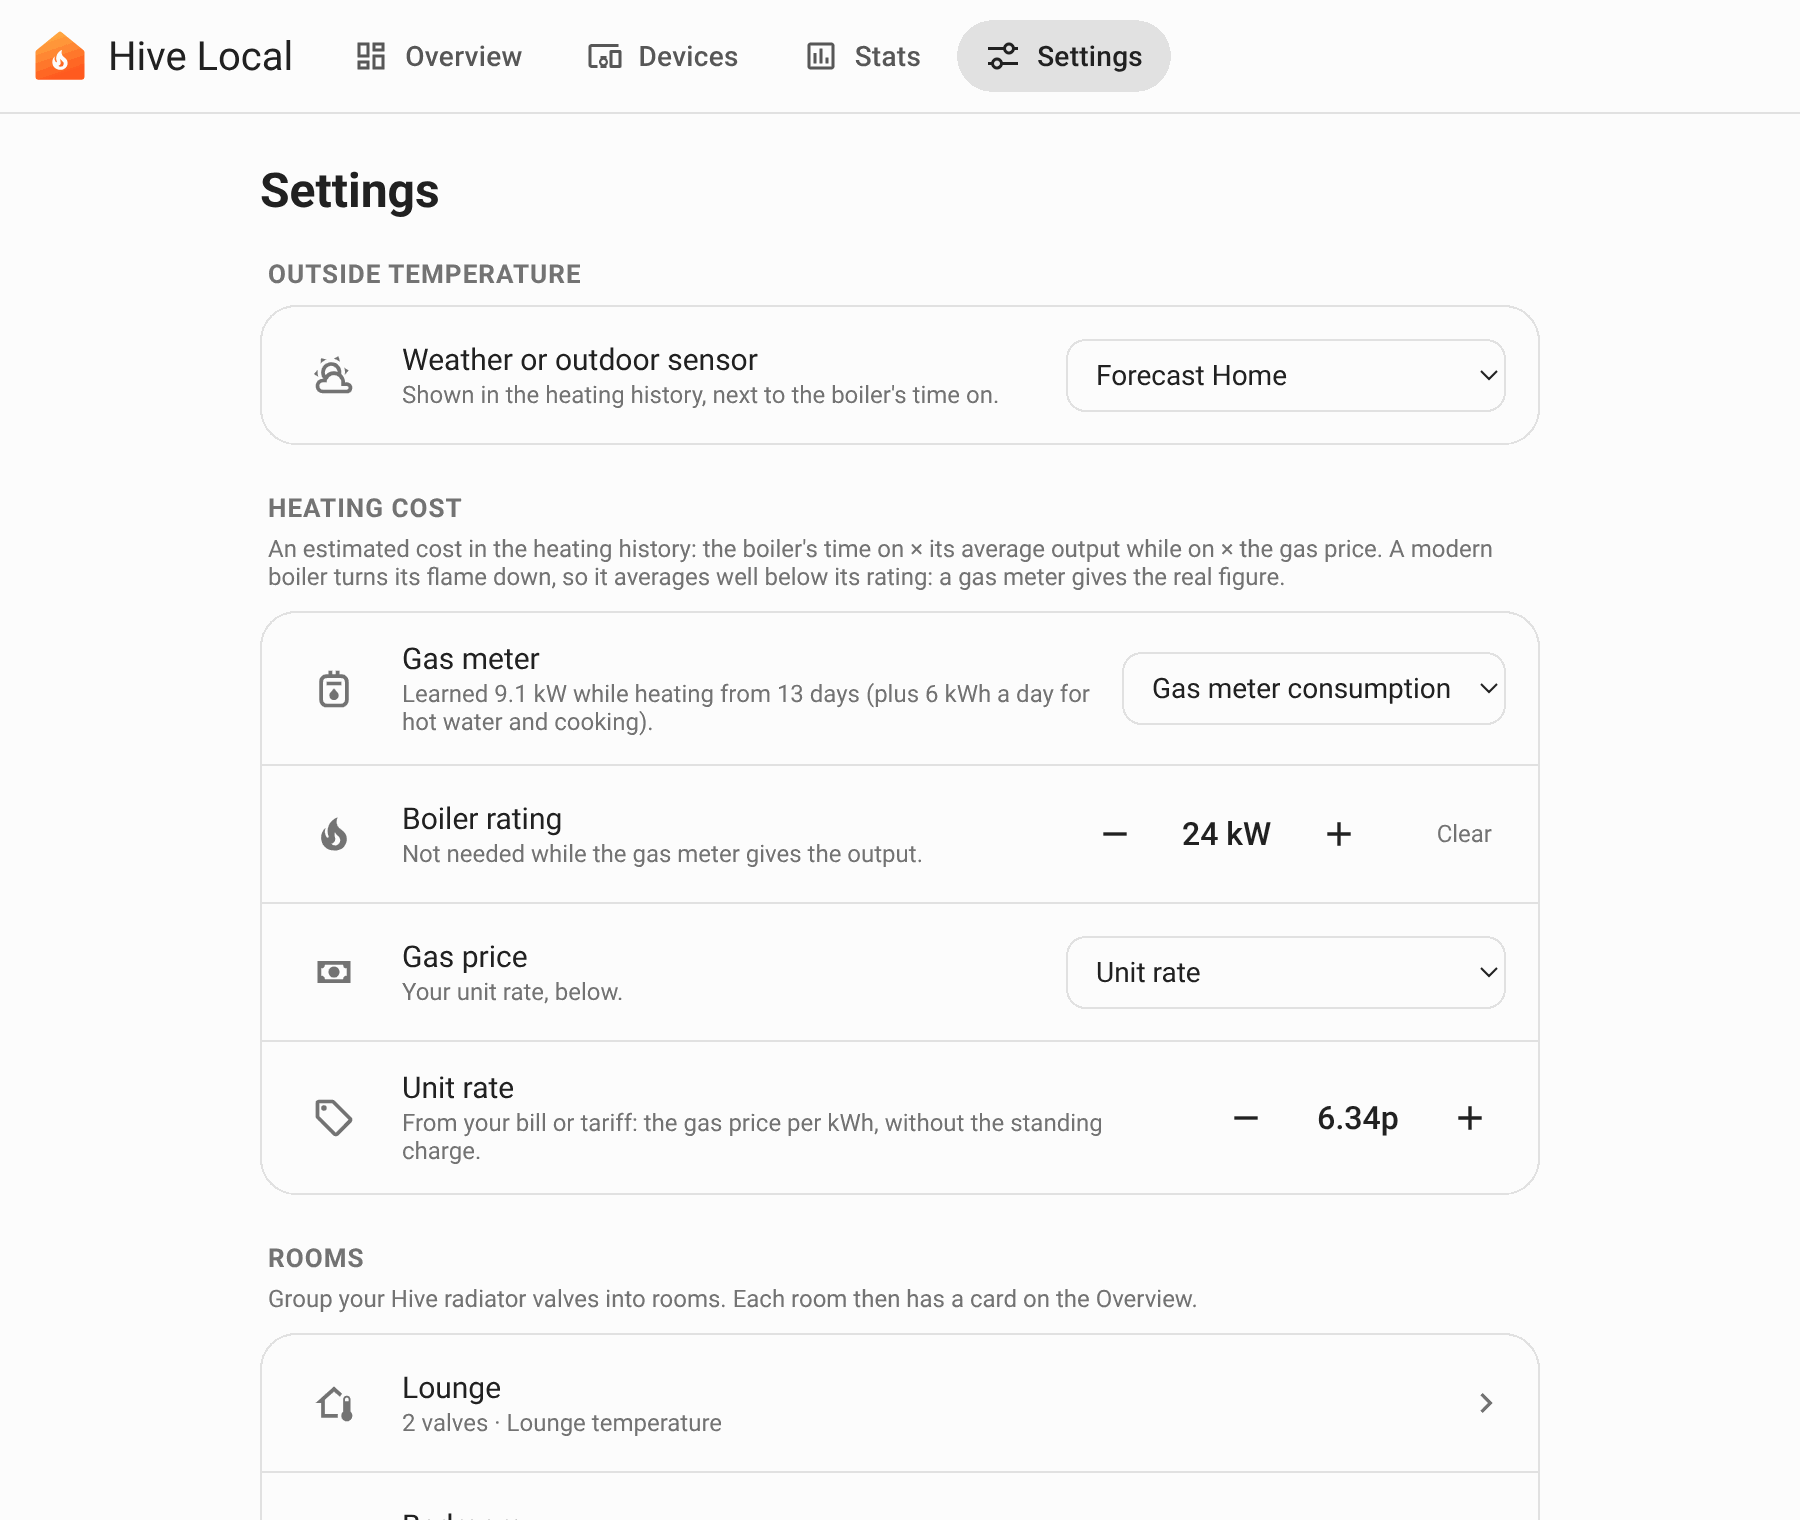 Hive Local
Overview
Devices
Stats
Settings
Settings
OUTSIDE TEMPERATURE
Weather or outdoor sensor
Shown in the heating history, next to the boiler's time on.
Forecast Home
HEATING COST
An estimated cost in the heating history: the boiler's time on × its average output while on × the gas price. A modern
boiler turns its flame down, so it averages well below its rating: a gas meter gives the real figure.
Gas meter
Learned 9.1 kW while heating from 13 days (plus 6 kWh a day for
hot water and cooking).
Gas meter consumption
Boiler rating
Not needed while the gas meter gives the output.
− 24 kW +
Clear
Gas price
Your unit rate, below.
Unit rate
Unit rate
From your bill or tariff: the gas price per kWh, without the standing
charge.
− 6.34p +
ROOMS
Group your Hive radiator valves into rooms. Each room then has a card on the Overview.
Lounge
2 valves · Lounge temperature